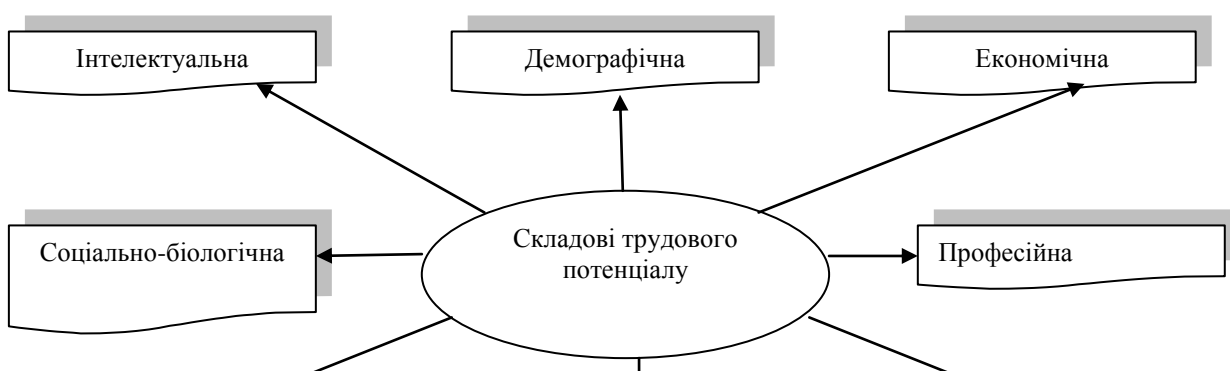 Інтелектуальна
Демографічна
Економічна
Соціально-біологічна
Складові трудового
потенціалу
Професійна